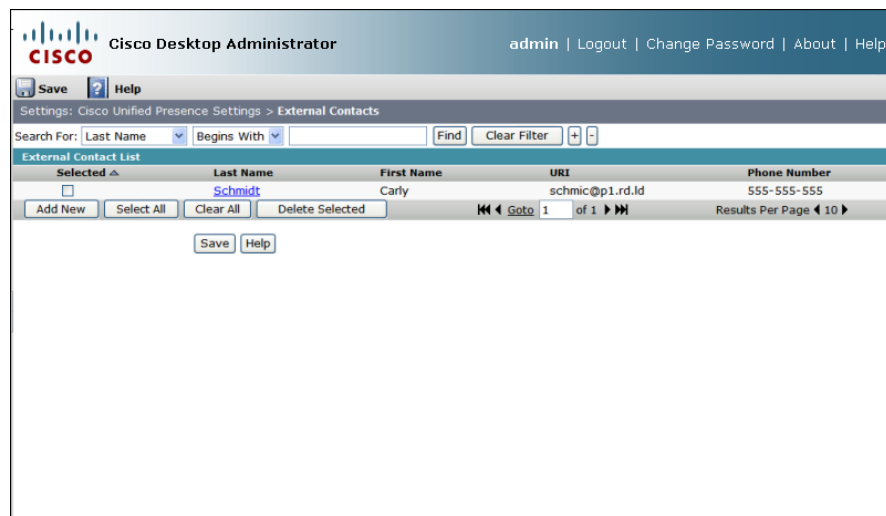 CISCO Cisco Desktop Administrator admin | Logout | Change Password | About | Help
Save ? Help
Settings: Cisco Unified Presence Settings > External Contacts
Search For: Last Name Begins With Find Clear Filter + -
External Contact List
Selected Last Name First Name URI Phone Number
Schmidt Carly schmic@p1.rd.ld 555-555-555
Add New Select All Clear All Delete Selected Goto 1 of 1 Results Per Page 10
Save Help